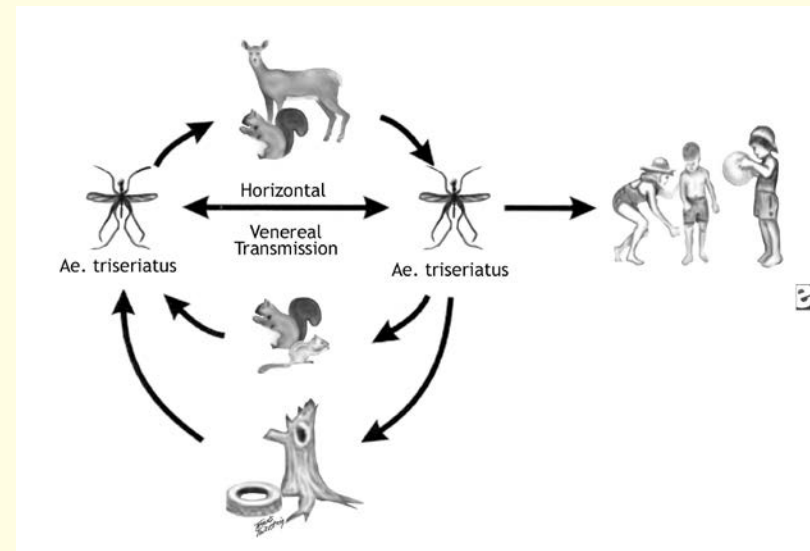 Horizontal
Venereal
Transmission
Ae. triseriatus
Ae. triseriatus